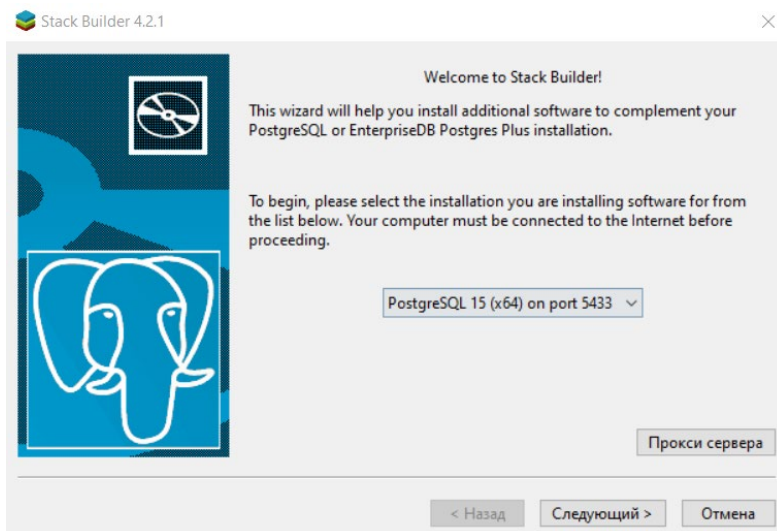 Stack Builder 4.2.1
Welcome to Stack Builder!
This wizard will help you install additional software to complement your
PostgreSQL or EnterpriseDB Postgres Plus installation.
To begin, please select the installation you are installing software for from
the list below. Your computer must be connected to the Internet before
proceeding.
PostgreSQL 15 (x64) on port 5433
Прокси сервера
< Назад
Следующий >
Отмена